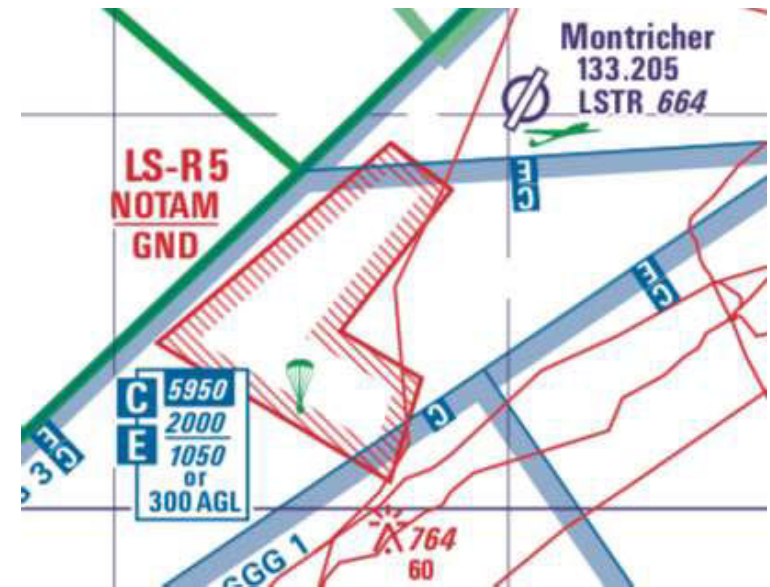 Montricher
133.205
LSTR 664
LS-R5
NOTAM
GND
E
C
E
C
C 5950
2000
E 1050
or
300 AGL
C
E
C
3
GGG 1
764
60